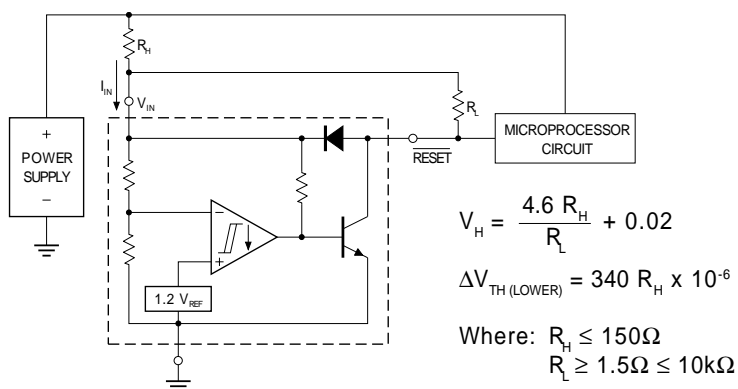 R_H
I_IN
V_IN
R_L
+
POWER
SUPPLY
−
RESET
MICROPROCESSOR
CIRCUIT
−
+
1.2 V_REF
V_H = 4.6 R_H / R_L + 0.02
ΔV_TH (LOWER) = 340 R_H x 10^-6
Where: R_H ≤ 150Ω
R_L ≥ 1.5Ω ≤ 10kΩ